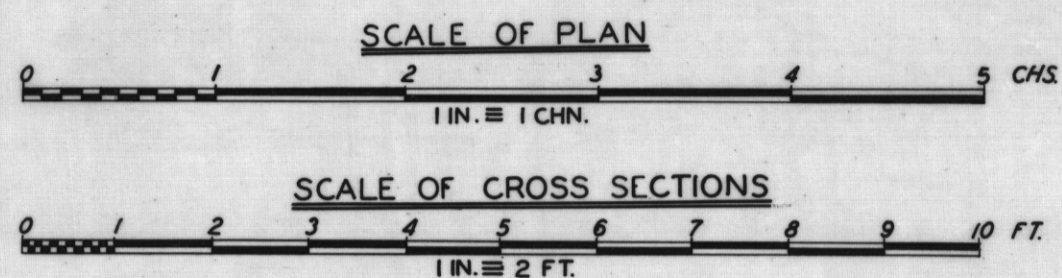 SCALE OF PLAN
0 1 2 3 4 5 CHS.
1 IN. ≡ 1 CHN.
SCALE OF CROSS SECTIONS
0 1 2 3 4 5 6 7 8 9 10 FT.
1 IN. ≡ 2 FT.